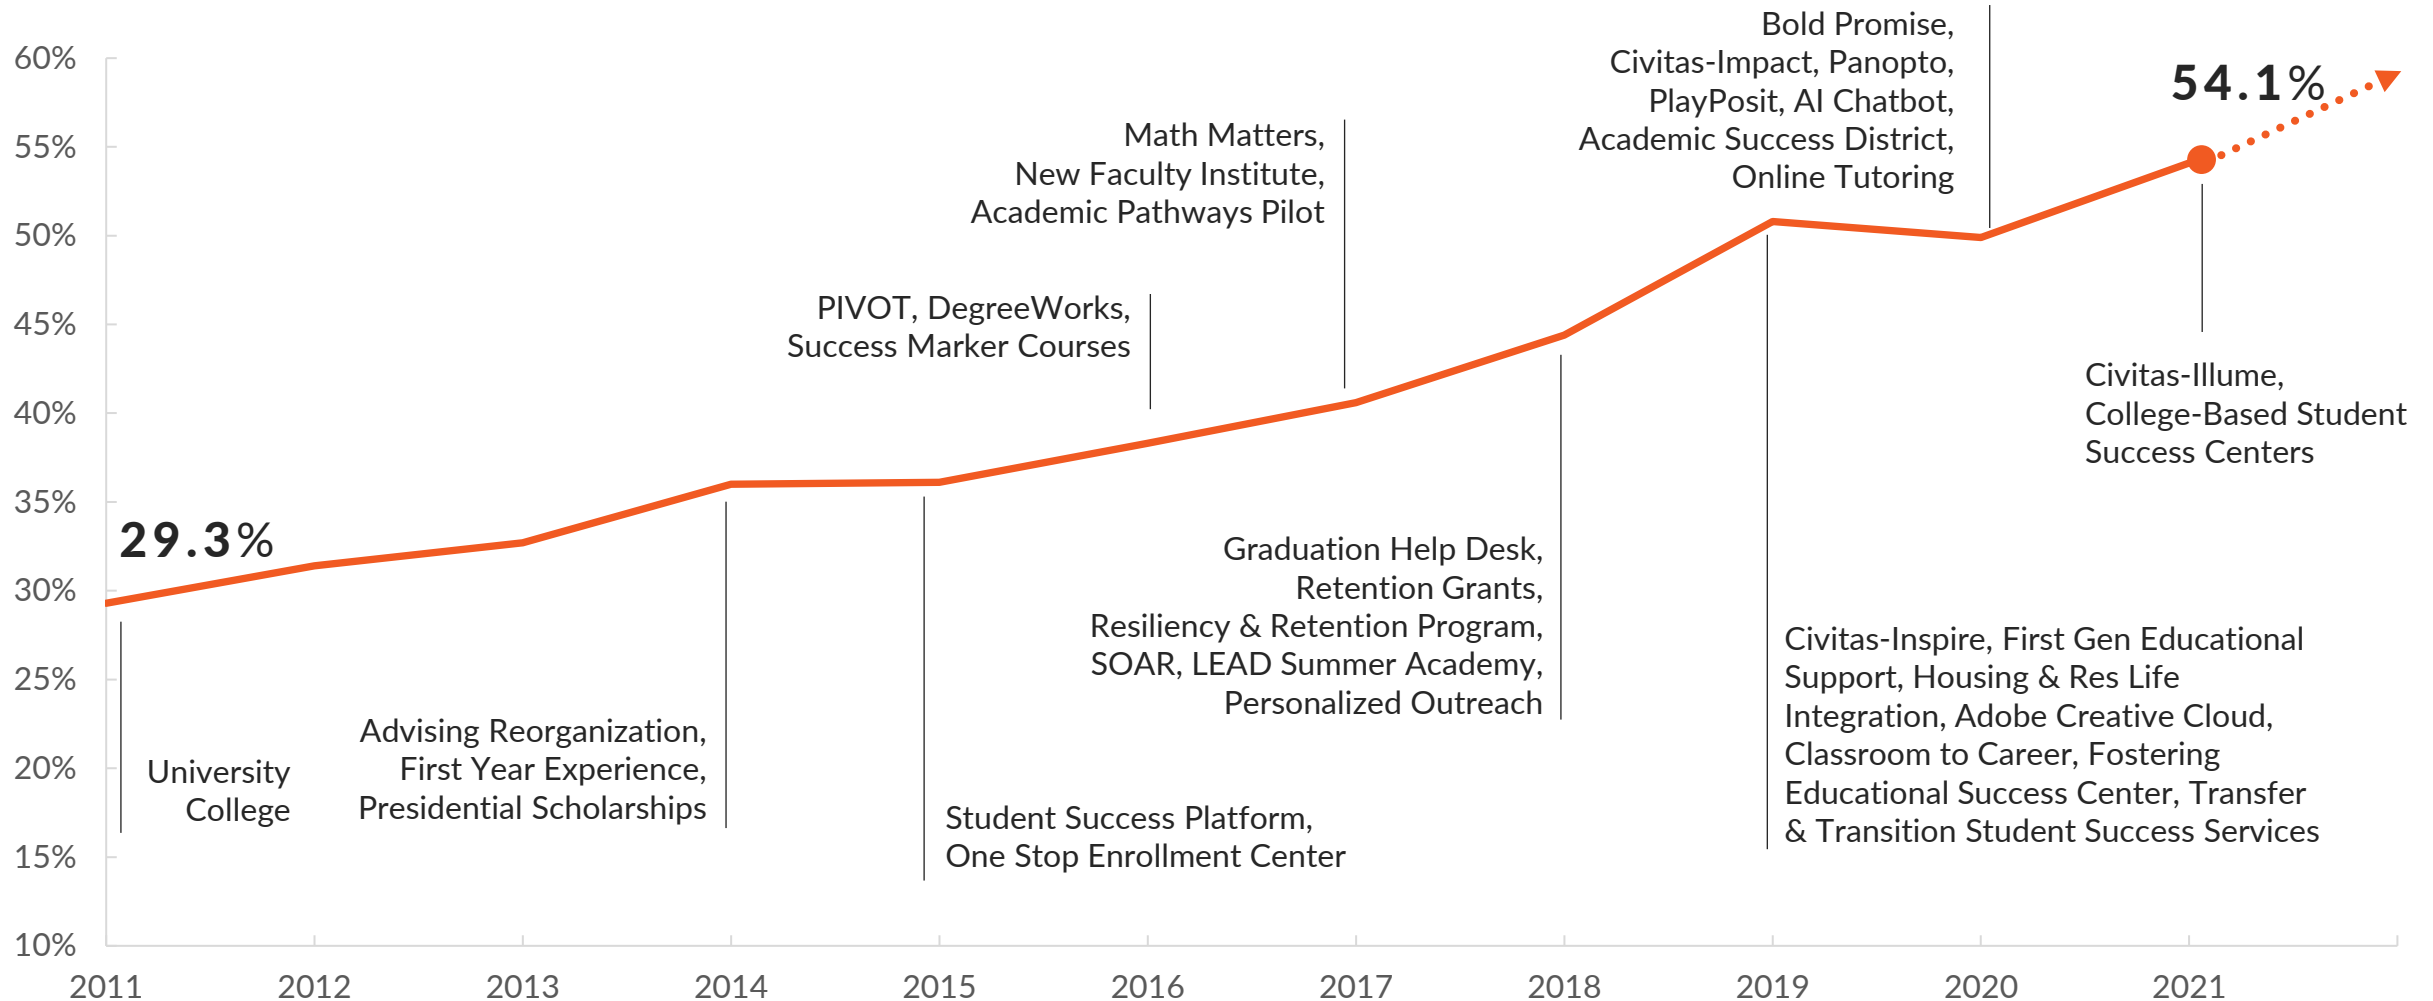 60%
55%
50%
45%
40%
35%
30%
25%
20%
15%
10%
2011
2012
2013
2014
2015
2016
2017
2018
2019
2020
2021
29.3%
University
College
Advising Reorganization,
First Year Experience,
Presidential Scholarships
Student Success Platform,
One Stop Enrollment Center
PIVOT, DegreeWorks,
Success Marker Courses
Math Matters,
New Faculty Institute,
Academic Pathways Pilot
Graduation Help Desk,
Retention Grants,
Resiliency & Retention Program,
SOAR, LEAD Summer Academy,
Personalized Outreach
Civitas-Inspire, First Gen Educational
Support, Housing & Res Life
Integration, Adobe Creative Cloud,
Classroom to Career, Fostering
Educational Success Center, Transfer
& Transition Student Success Services
Bold Promise,
Civitas-Impact, Panopto,
PlayPosit, AI Chatbot,
Academic Success District,
Online Tutoring
54.1%
Civitas-Illume,
College-Based Student
Success Centers